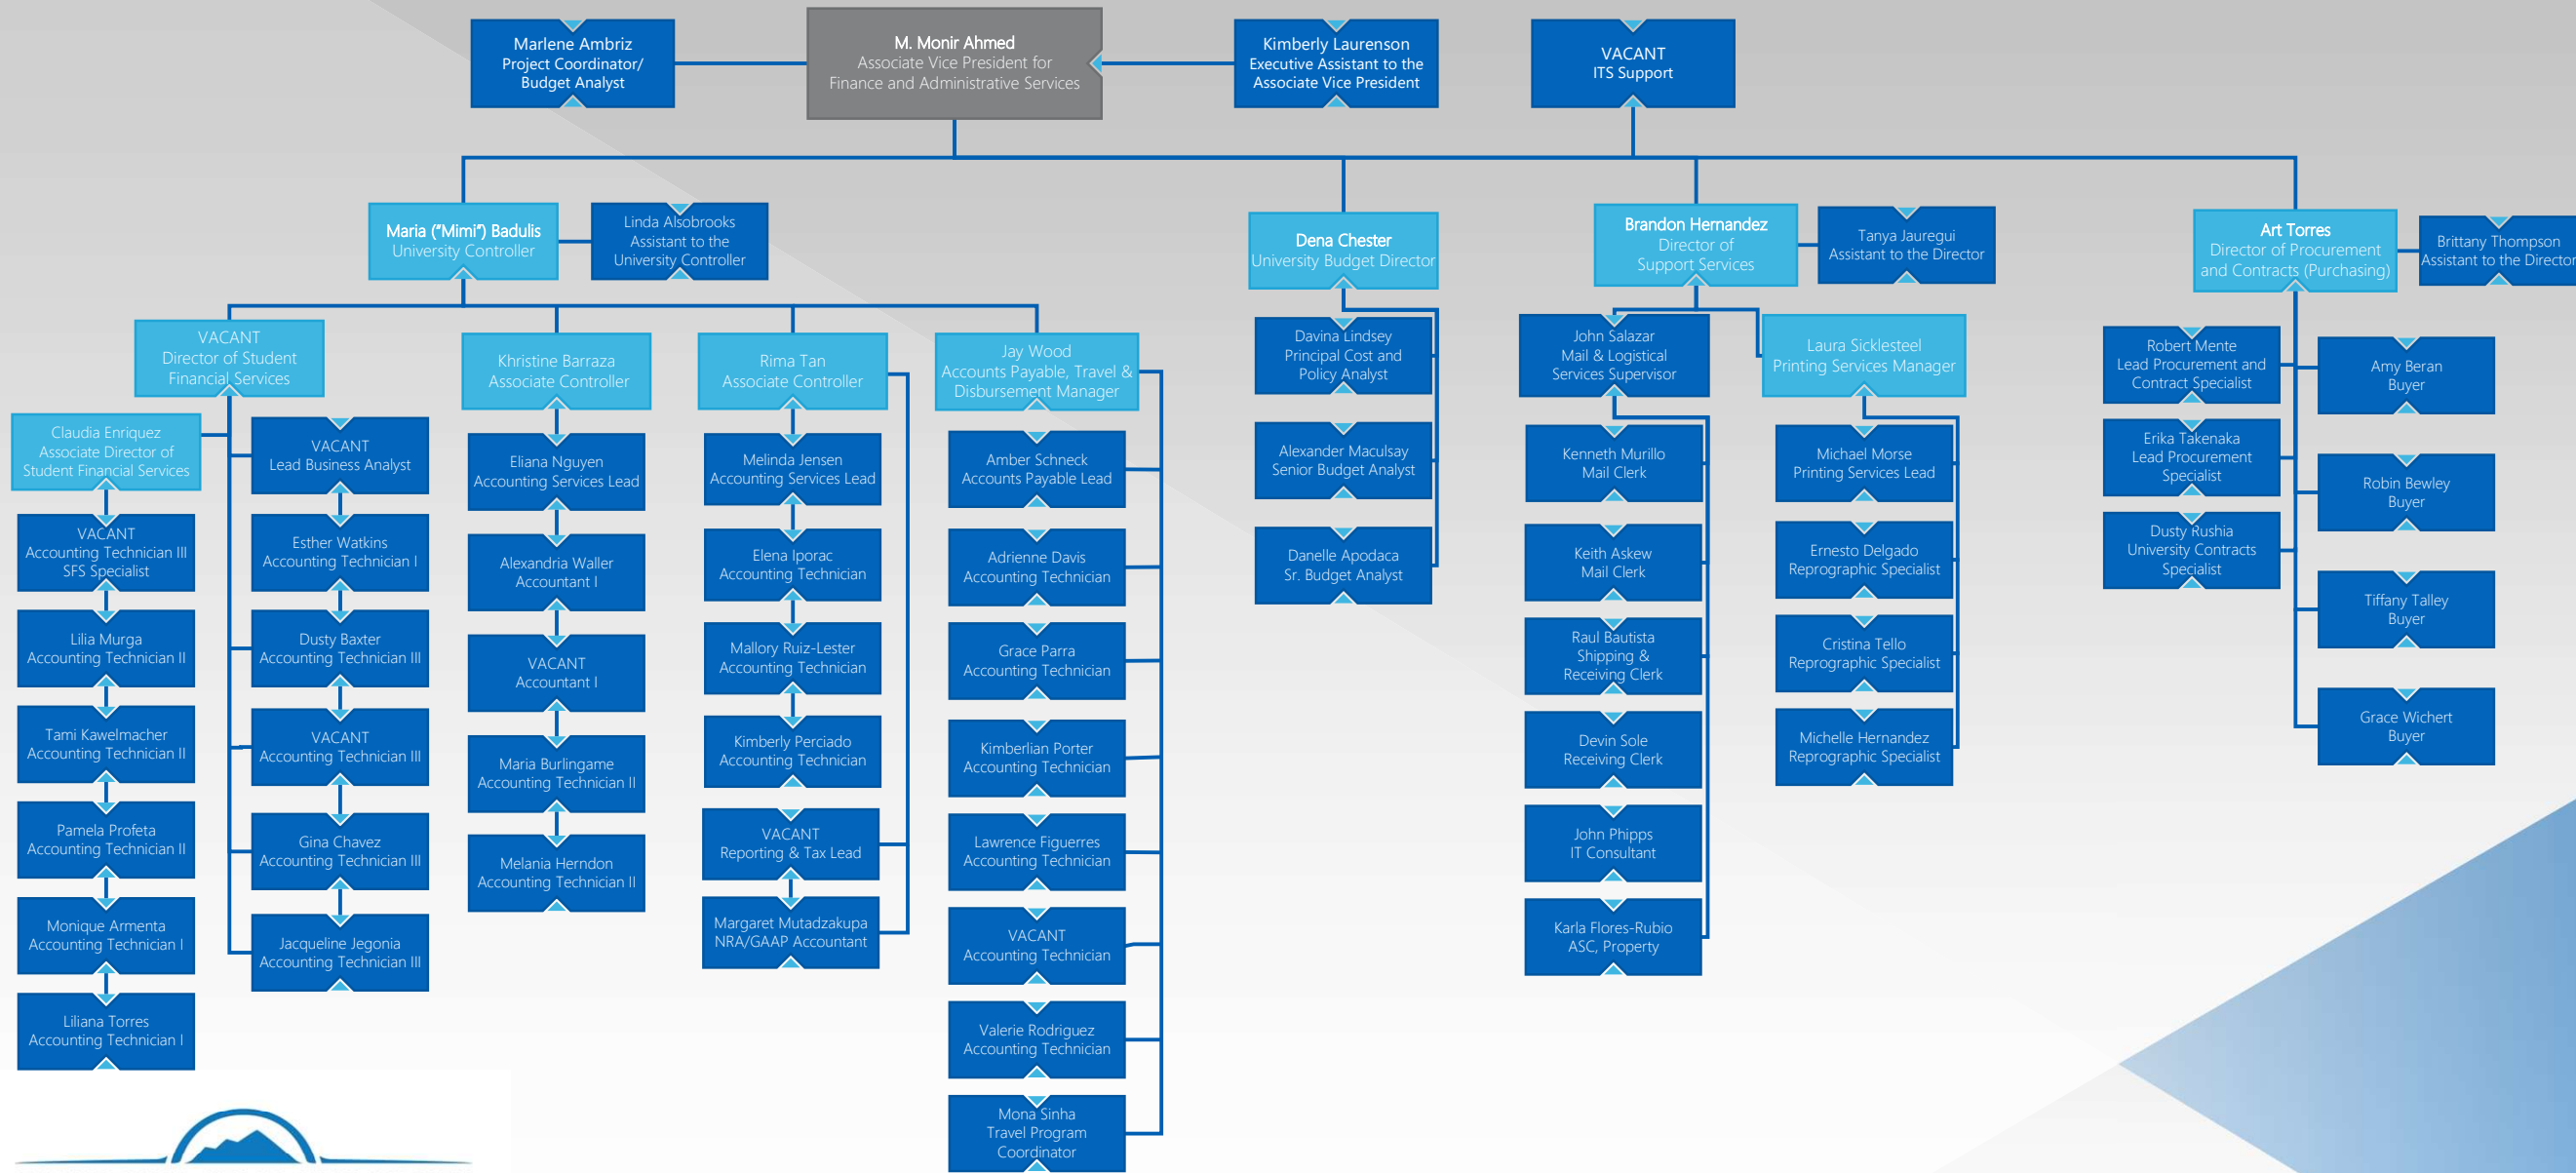 Marlene Ambriz
Project Coordinator/
Budget Analyst
M. Monir Ahmed
Associate Vice President for
Finance and Administrative Services
Kimberly Laurenson
Executive Assistant to the
Associate Vice President
VACANT
ITS Support
Maria ("Mimi") Badulis
University Controller
Linda Alsobrooks
Assistant to the
University Controller
Dena Chester
University Budget Director
Brandon Hernandez
Director of
Support Services
Tanya Jauregui
Assistant to the Director
Art Torres
Director of Procurement
and Contracts (Purchasing)
Brittany Thompson
Assistant to the Director
VACANT
Director of Student
Financial Services
Khristine Barraza
Associate Controller
Rima Tan
Associate Controller
Jay Wood
Accounts Payable, Travel &
Disbursement Manager
Claudia Enriquez
Associate Director of
Student Financial Services
VACANT
Accounting Technician III
SFS Specialist
Lilia Murga
Accounting Technician II
Tami Kawelmacher
Accounting Technician II
Pamela Profeta
Accounting Technician II
Monique Armenta
Accounting Technician I
Liliana Torres
Accounting Technician I
VACANT
Lead Business Analyst
Esther Watkins
Accounting Technician I
Dusty Baxter
Accounting Technician III
VACANT
Accounting Technician III
Gina Chavez
Accounting Technician III
Jacqueline Jegonia
Accounting Technician III
Eliana Nguyen
Accounting Services Lead
Alexandria Waller
Accountant I
VACANT
Accountant I
Maria Burlingame
Accounting Technician II
Melania Herndon
Accounting Technician II
Melinda Jensen
Accounting Services Lead
Elena Iporac
Accounting Technician
Mallory Ruiz-Lester
Accounting Technician
Kimberly Perciado
Accounting Technician
VACANT
Reporting & Tax Lead
Margaret Mutadzakupa
NRA/GAAP Accountant
Amber Schneck
Accounts Payable Lead
Adrienne Davis
Accounting Technician
Grace Parra
Accounting Technician
Kimberlian Porter
Accounting Technician
Lawrence Figuerres
Accounting Technician
VACANT
Accounting Technician
Valerie Rodriguez
Accounting Technician
Mona Sinha
Travel Program
Coordinator
Davina Lindsey
Principal Cost and
Policy Analyst
Alexander Maculsay
Senior Budget Analyst
Danelle Apodaca
Sr. Budget Analyst
John Salazar
Mail & Logistical
Services Supervisor
Kenneth Murillo
Mail Clerk
Keith Askew
Mail Clerk
Raul Bautista
Shipping &
Receiving Clerk
Devin Sole
Receiving Clerk
John Phipps
IT Consultant
Karla Flores-Rubio
ASC, Property
Laura Sicklesteel
Printing Services Manager
Michael Morse
Printing Services Lead
Ernesto Delgado
Reprographic Specialist
Cristina Tello
Reprographic Specialist
Michelle Hernandez
Reprographic Specialist
Robert Mente
Lead Procurement and
Contract Specialist
Erika Takenaka
Lead Procurement
Specialist
Dusty Rushia
University Contracts
Specialist
Amy Beran
Buyer
Robin Bewley
Buyer
Tiffany Talley
Buyer
Grace Wichert
Buyer